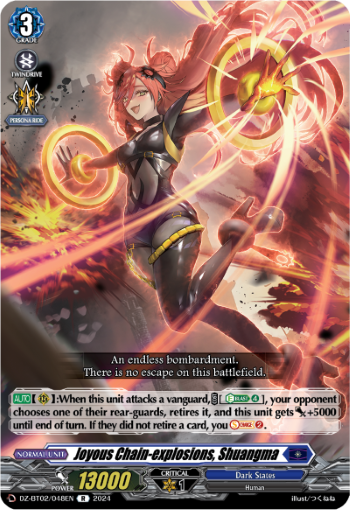 3
GRADE
TWINDRIVE
PERSONA RIDE
An endless bombardment.
There is no escape on this battlefield.
AUTO :When this unit attacks a vanguard, [ 4 ], your opponent
chooses one of their rear-guards, retires it, and this unit gets +5000
until end of turn. If they did not retire a card, you 2 .
NORMAL UNIT Joyous Chain-explosions, Shuangma
POWER 13000 CRITICAL 1 Dark States
Human
DZ-BT02/048EN R 2024 illust/つくねね